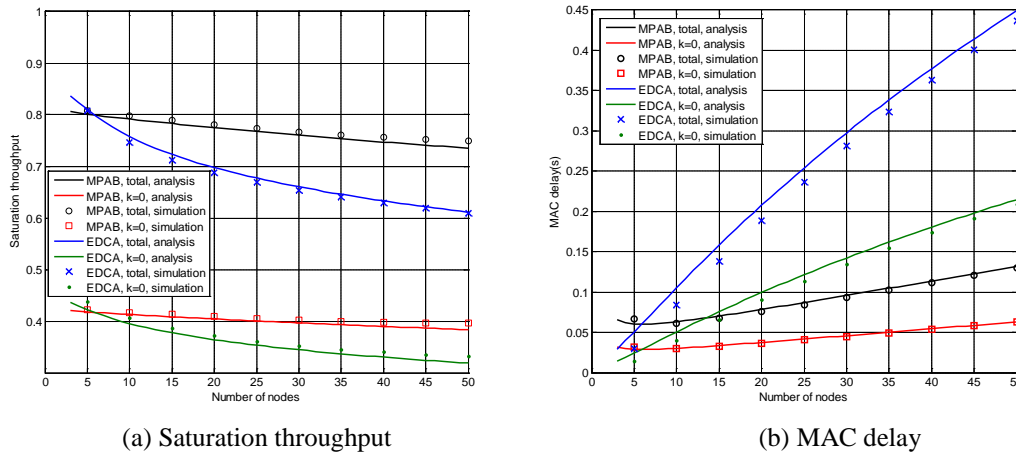 1
0.9
0.8
0.7
0.6
0.5
0.4
Saturation throughput
MPAB, total, analysis
MPAB, k=0, analysis
MPAB, total, simulation
MPAB, k=0, simulation
EDCA, total, analysis
EDCA, k=0, analysis
EDCA, total, simulation
EDCA, k=0, simulation
0 5 10 15 20 25 30 35 40 45 50
Number of nodes
(a) Saturation throughput
0.45
0.4
0.35
0.3
0.25
0.2
0.15
0.1
0.05
0
MAC delay(s)
MPAB, total, analysis
MPAB, k=0, analysis
MPAB, total, simulation
MPAB, k=0, simulation
EDCA, total, analysis
EDCA, k=0, analysis
EDCA, total, simulation
EDCA, k=0, simulation
0 5 10 15 20 25 30 35 40 45 50
Number of nodes
(b) MAC delay